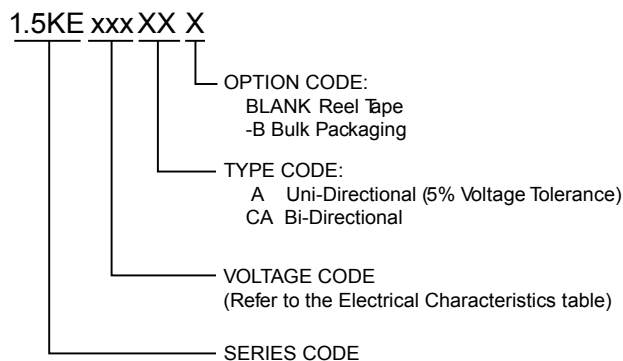 1.5KE xxx XX X
OPTION CODE:
BLANK Reel Tape
-B Bulk Packaging
TYPE CODE:
A Uni-Directional (5% Voltage Tolerance)
CA Bi-Directional
VOLTAGE CODE
(Refer to the Electrical Characteristics table)
SERIES CODE